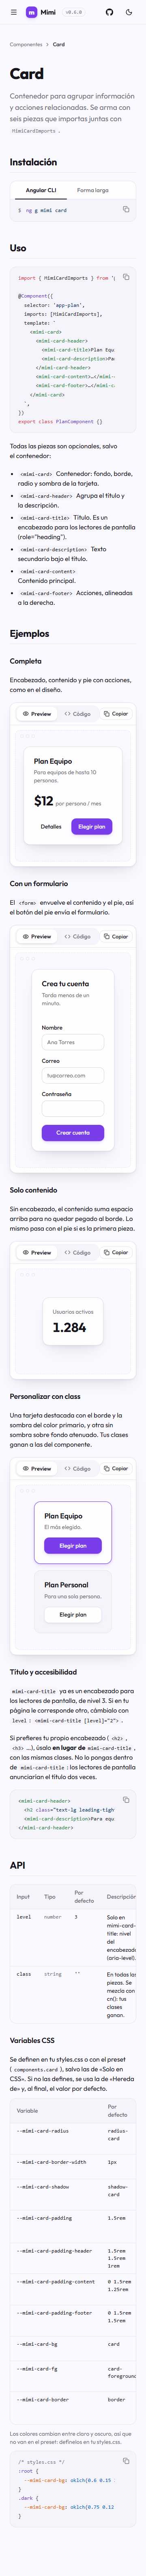 Mimi
v0.6.0
Componentes > Card
Card
Contenedor para agrupar información
y acciones relacionadas. Se arma con
seis piezas que importas juntas con
MimiCardImports .
Instalación
Angular CLI
Forma larga
$ ng g mimi card
Uso
import { MimiCardImports } from '
@Component({
selector: 'app-plan',
imports: [MimiCardImports],
template: `
<mimi-card>
<mimi-card-header>
<mimi-card-title>Plan Equ
<mimi-card-description>Pa
</mimi-card-header>
<mimi-card-content>…</mimi-
<mimi-card-footer>…</mimi-c
</mimi-card>
`,
})
export class PlanComponent {}
Todas las piezas son opcionales, salvo
el contenedor:
<mimi-card> Contenedor: fondo, borde,
radio y sombra de la tarjeta.
<mimi-card-header> Agrupa el título y
la descripción.
<mimi-card-title> Título. Es un
encabezado para los lectores de pantalla
(role="heading").
<mimi-card-description> Texto
secundario bajo el título.
<mimi-card-content>
Contenido principal.
<mimi-card-footer> Acciones, alineadas
a la derecha.
Ejemplos
Completa
Encabezado, contenido y pie con acciones,
como en el diseño.
Preview
Código
Copiar
Plan Equipo
Para equipos de hasta 10
personas.
$12 por persona / mes
Detalles
Elegir plan
Con un formulario
El <form> envuelve el contenido y el pie, así
el botón del pie envía el formulario.
Preview
Código
Copiar
Crea tu cuenta
Tarda menos de un
minuto.
Nombre
Ana Torres
Correo
tu@correo.com
Contraseña
Crear cuenta
Solo contenido
Sin encabezado, el contenido suma espacio
arriba para no quedar pegado al borde. Lo
mismo pasa con el pie si es la primera pieza.
Preview
Código
Copiar
Usuarios activos
1.284
Personalizar con class
Una tarjeta destacada con el borde y la
sombra del color primario, y otra sin
sombra sobre fondo atenuado. Tus clases
ganan a las del componente.
Preview
Código
Copiar
Plan Equipo
El más elegido.
Elegir plan
Plan Personal
Para una sola persona.
Elegir plan
Título y accesibilidad
mimi-card-title ya es un encabezado para
los lectores de pantalla, de nivel 3. Si en tu
página le corresponde otro, cámbialo con
level : <mimi-card-title [level]="2"> .
Si prefieres tu propio encabezado ( <h2> ,
<h3> …), úsalo en lugar de mimi-card-title ,
con las mismas clases. No lo pongas dentro
de mimi-card-title : los lectores de pantalla
anunciarían el título dos veces.
<mimi-card-header>
<h2 class="text-lg leading-tigh
<mimi-card-description>Para equ
</mimi-card-header>
API
Input Tipo Por defecto Descripción
level number 3 Solo en mimi-card-title: nivel del encabezado (aria-level).
class string "" En todas las piezas. Se mezcla con cn(): tus clases ganan.
Variables CSS
Se definen en tu styles.css o con el preset
( components.card ), salvo las de «Solo en
CSS». Si no las defines, se usa la de «Hereda
de» y, al final, el valor por defecto.
Variable Por defecto
--mimi-card-radius radius-card
--mimi-card-border-width 1px
--mimi-card-shadow shadow-card
--mimi-card-padding 1.5rem
--mimi-card-padding-header 1.5rem 1.5rem 1rem
--mimi-card-padding-content 0 1.5rem 1.25rem
--mimi-card-padding-footer 0 1.5rem 1.5rem
--mimi-card-bg card
--mimi-card-fg card-foreground
--mimi-card-border border
Los colores cambian entre claro y oscuro, así que
no van en el preset: defínelos en tu styles.css.
/* styles.css */
:root {
--mimi-card-bg: oklch(0.6 0.15
}
.dark {
--mimi-card-bg: oklch(0.75 0.12
}